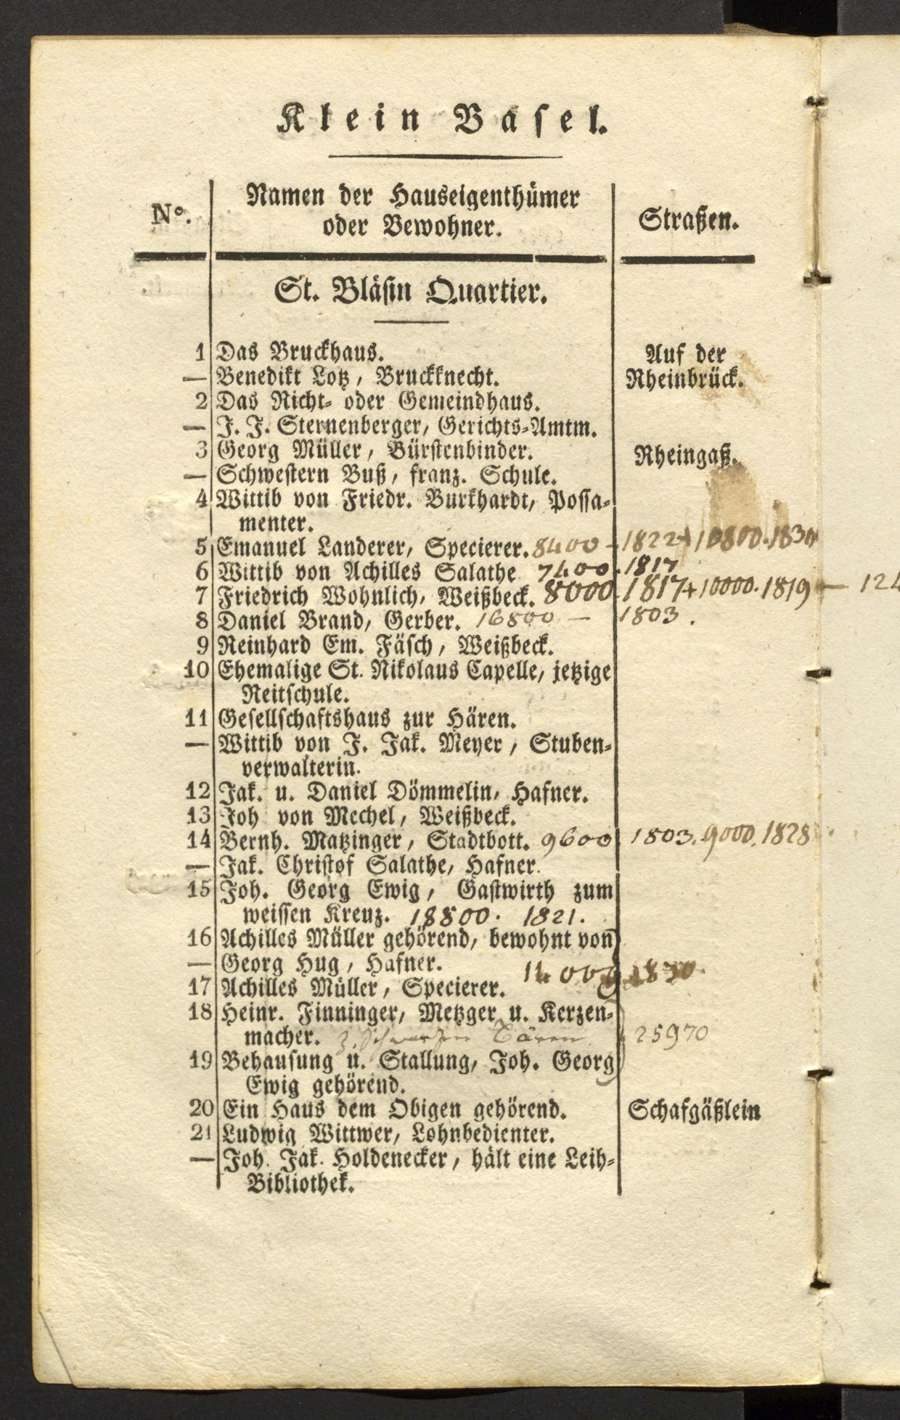 Klein Basel.
No. Namen der Hauseigenthümer
oder Bewohner. Straßen.
St. Bläsin Quartier.
1 Das Bruckhaus. Auf der
— Benedikt Lotz, Bruckknecht. Rheinbrück.
2 Das Richt- oder Gemeindhaus.
— J. J. Sternenberger, Gerichts-Amtm.
3 Georg Müller, Bürstenbinder. Rheingaß.
— Schwestern Buß, franz. Schule.
4 Wittib von Friedr. Burkhardt, Possa-
menter.
5 Emanuel Landerer, Specierer. 8400 - 1822 + 10800. 1830
6 Wittib von Achilles Salathe 7400. 1817
7 Friedrich Wohnlich, Weißbeck. 8000. 1817 + 10000. 1819 — 124
8 Daniel Brand, Gerber. 16800 — 1803.
9 Reinhard Em. Fäsch, Weißbeck.
10 Ehemalige St. Nikolaus Capelle, jetzige
Reitschule.
11 Gesellschaftshaus zur Hären.
— Wittib von J. Jak. Meyer, Stuben-
verwalterin.
12 Jak. u. Daniel Dömmelin, Hafner.
13 Joh von Mechel, Weißbeck.
14 Bernh. Matzinger, Stadtbott. 9600 1803. 9000. 1828
— Jak. Christof Salathe, Hafner.
15 Joh. Georg Ewig, Gastwirth zum
weissen Kreuz. 18800. 1821.
16 Achilles Müller gehörend, bewohnt von
— Georg Hug, Hafner.
17 Achilles Müller, Specierer. 14000 1830.
18 Heinr. Finninger, Metzger u. Kerzen-
macher. z. Schwarzen Bären 25970
19 Behausung u. Stallung, Joh. Georg
Ewig gehörend.
20 Ein Haus dem Obigen gehörend. Schafgäßlein
21 Ludwig Wittwer, Lohnbedienter.
— Joh. Jak. Holdenecker, hält eine Leih-
Bibliothek.